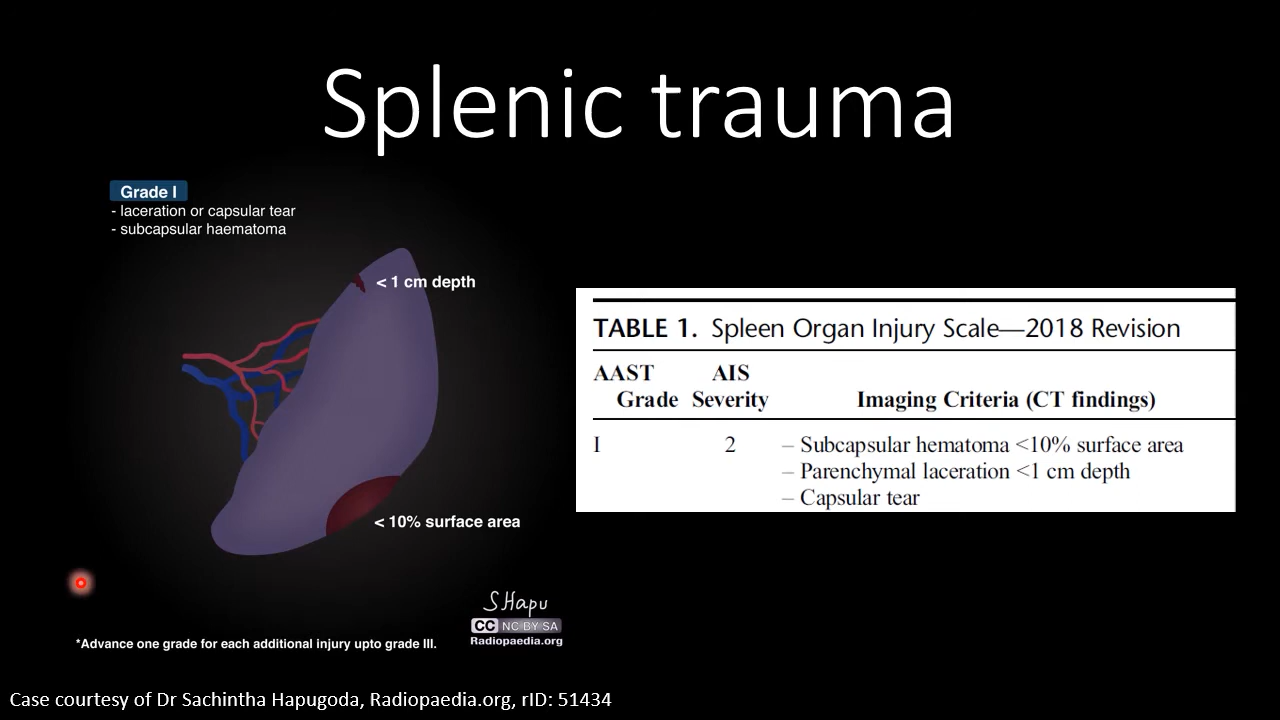 Splenic trauma
Grade I
- laceration or capsular tear
- subcapsular haematoma
< 1 cm depth
< 10% surface area
TABLE 1. Spleen Organ Injury Scale—2018 Revision
AAST Grade AIS Severity Imaging Criteria (CT findings)
I 2 – Subcapsular hematoma <10% surface area
– Parenchymal laceration <1 cm depth
– Capsular tear
SHapu
CC NC BY SA
Radiopaedia.org
*Advance one grade for each additional injury upto grade III.
Case courtesy of Dr Sachintha Hapugoda, Radiopaedia.org, rID: 51434